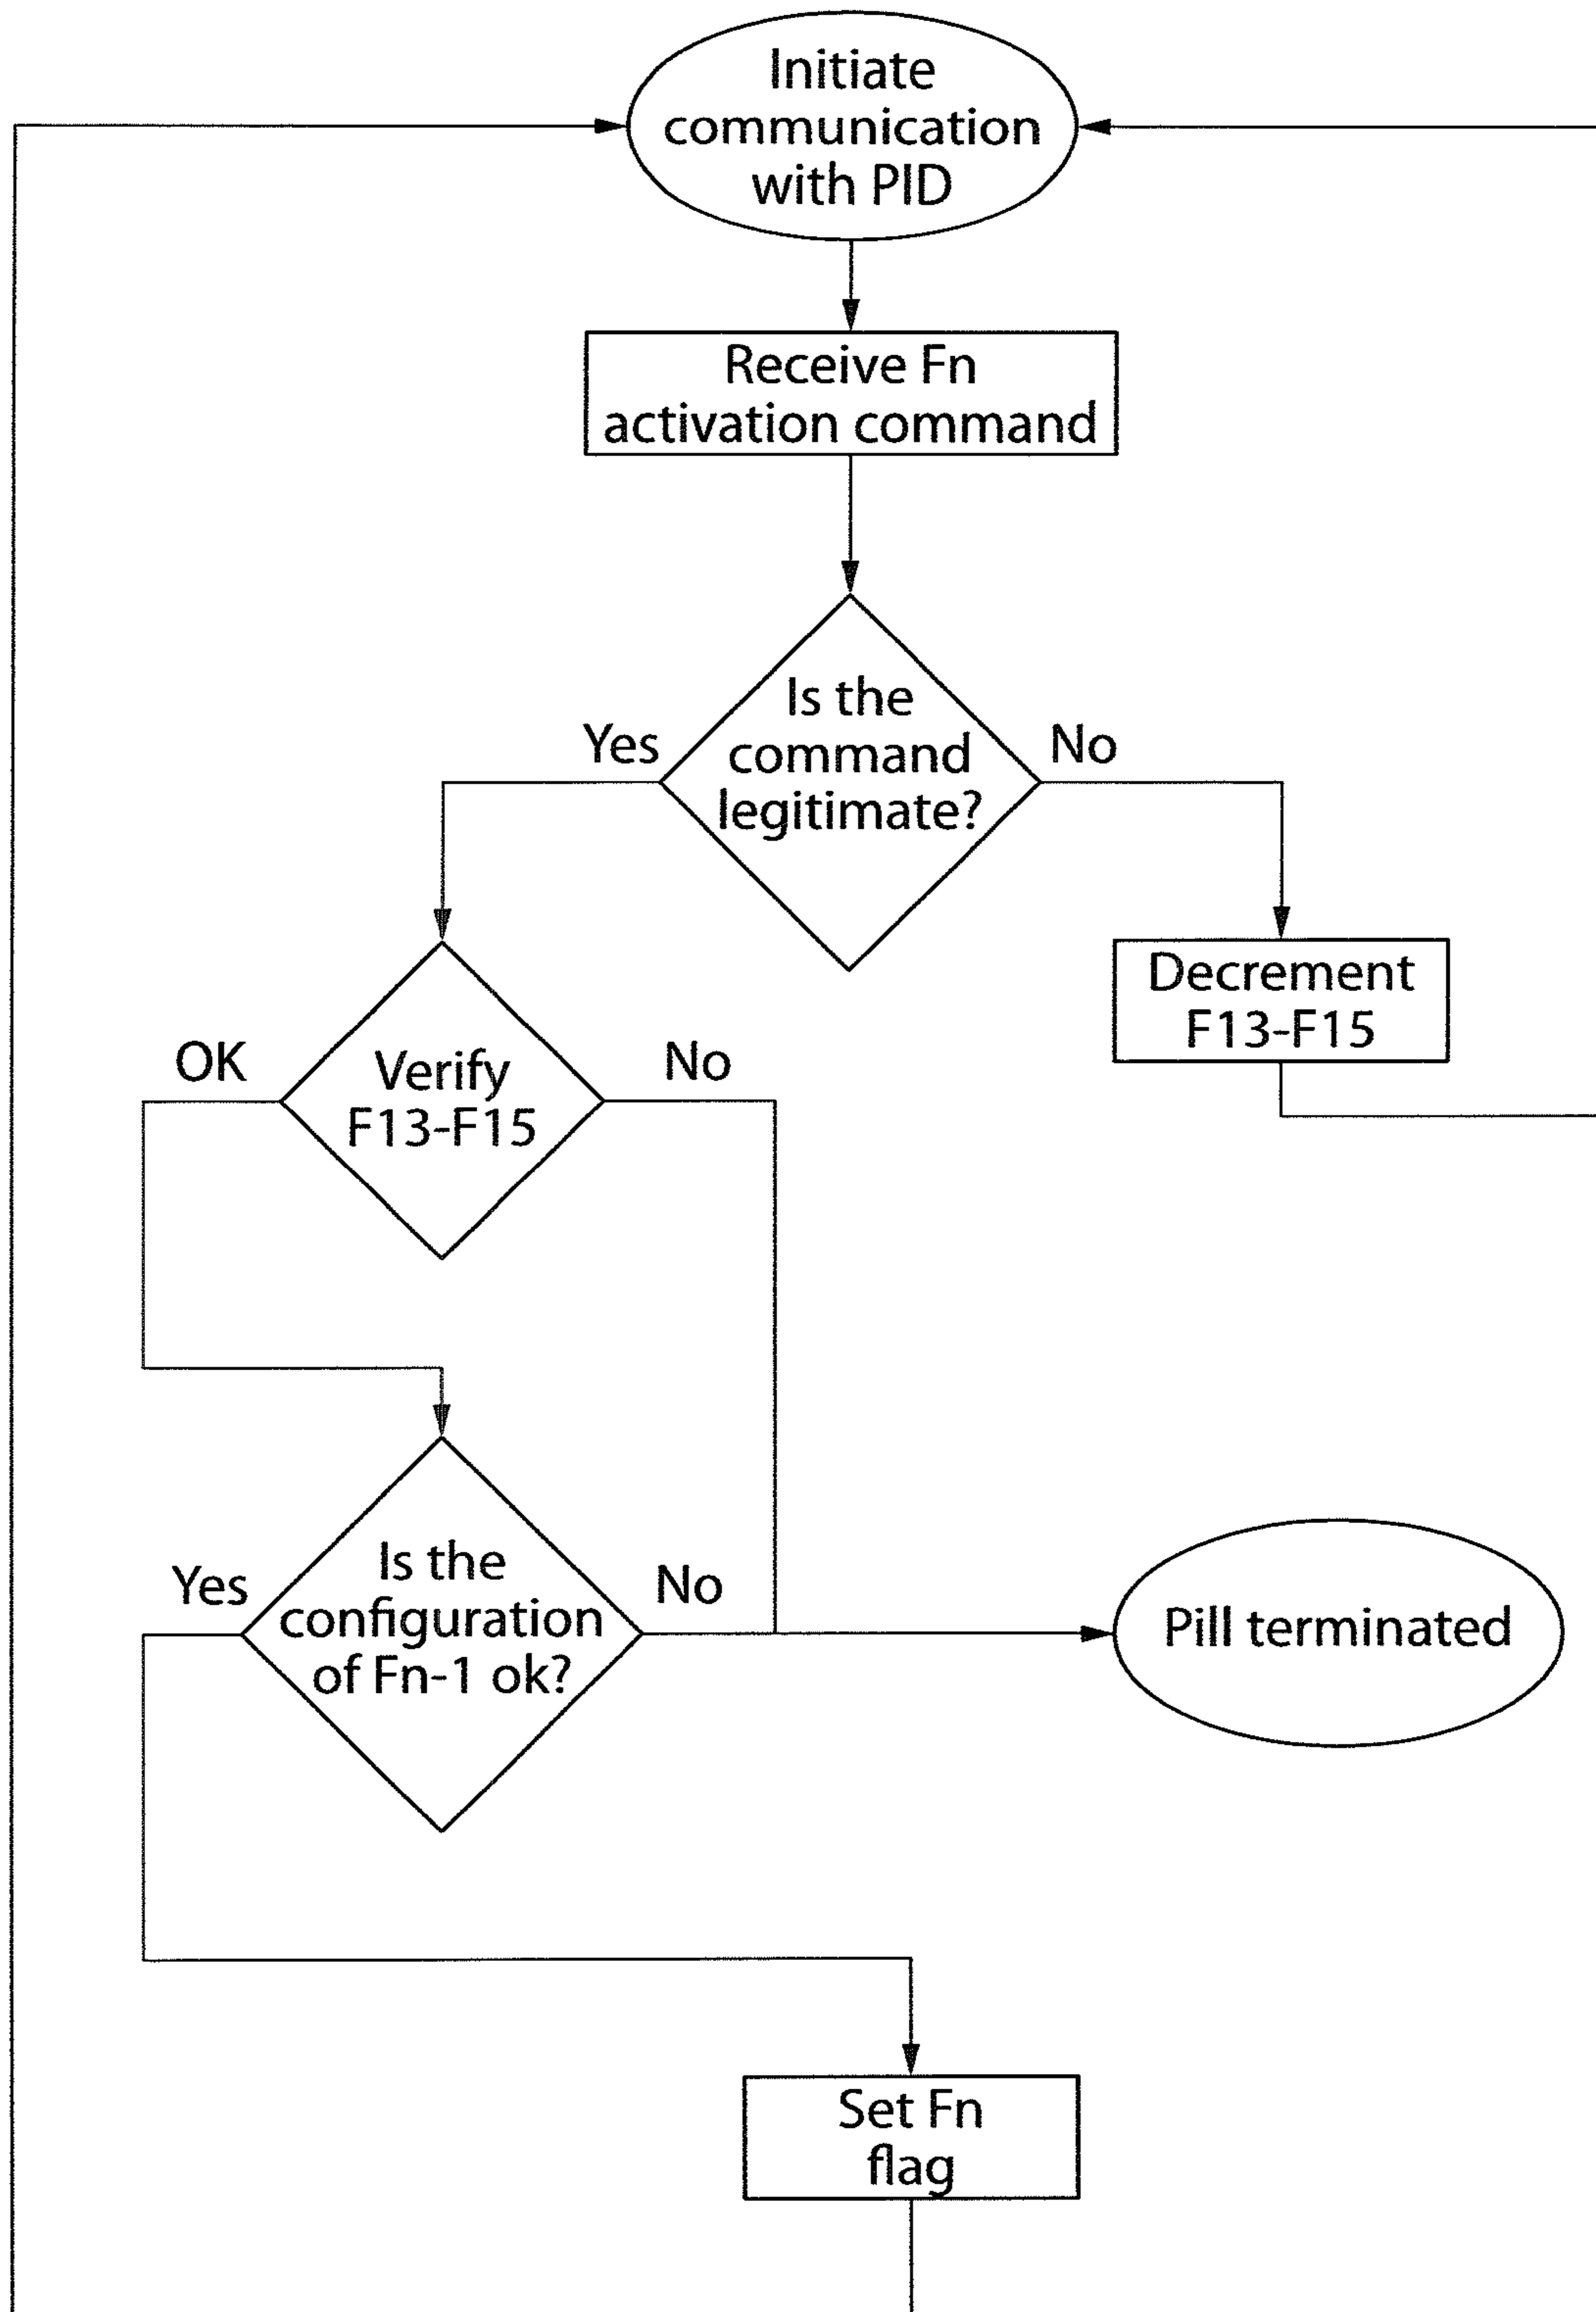 Initiate
communication
with PID
Receive Fn
activation command
Is the
command
legitimate?
Yes
No
Decrement
F13-F15
Verify
F13-F15
OK
No
Is the
configuration
of Fn-1 ok?
Yes
No
Pill terminated
Set Fn
flag